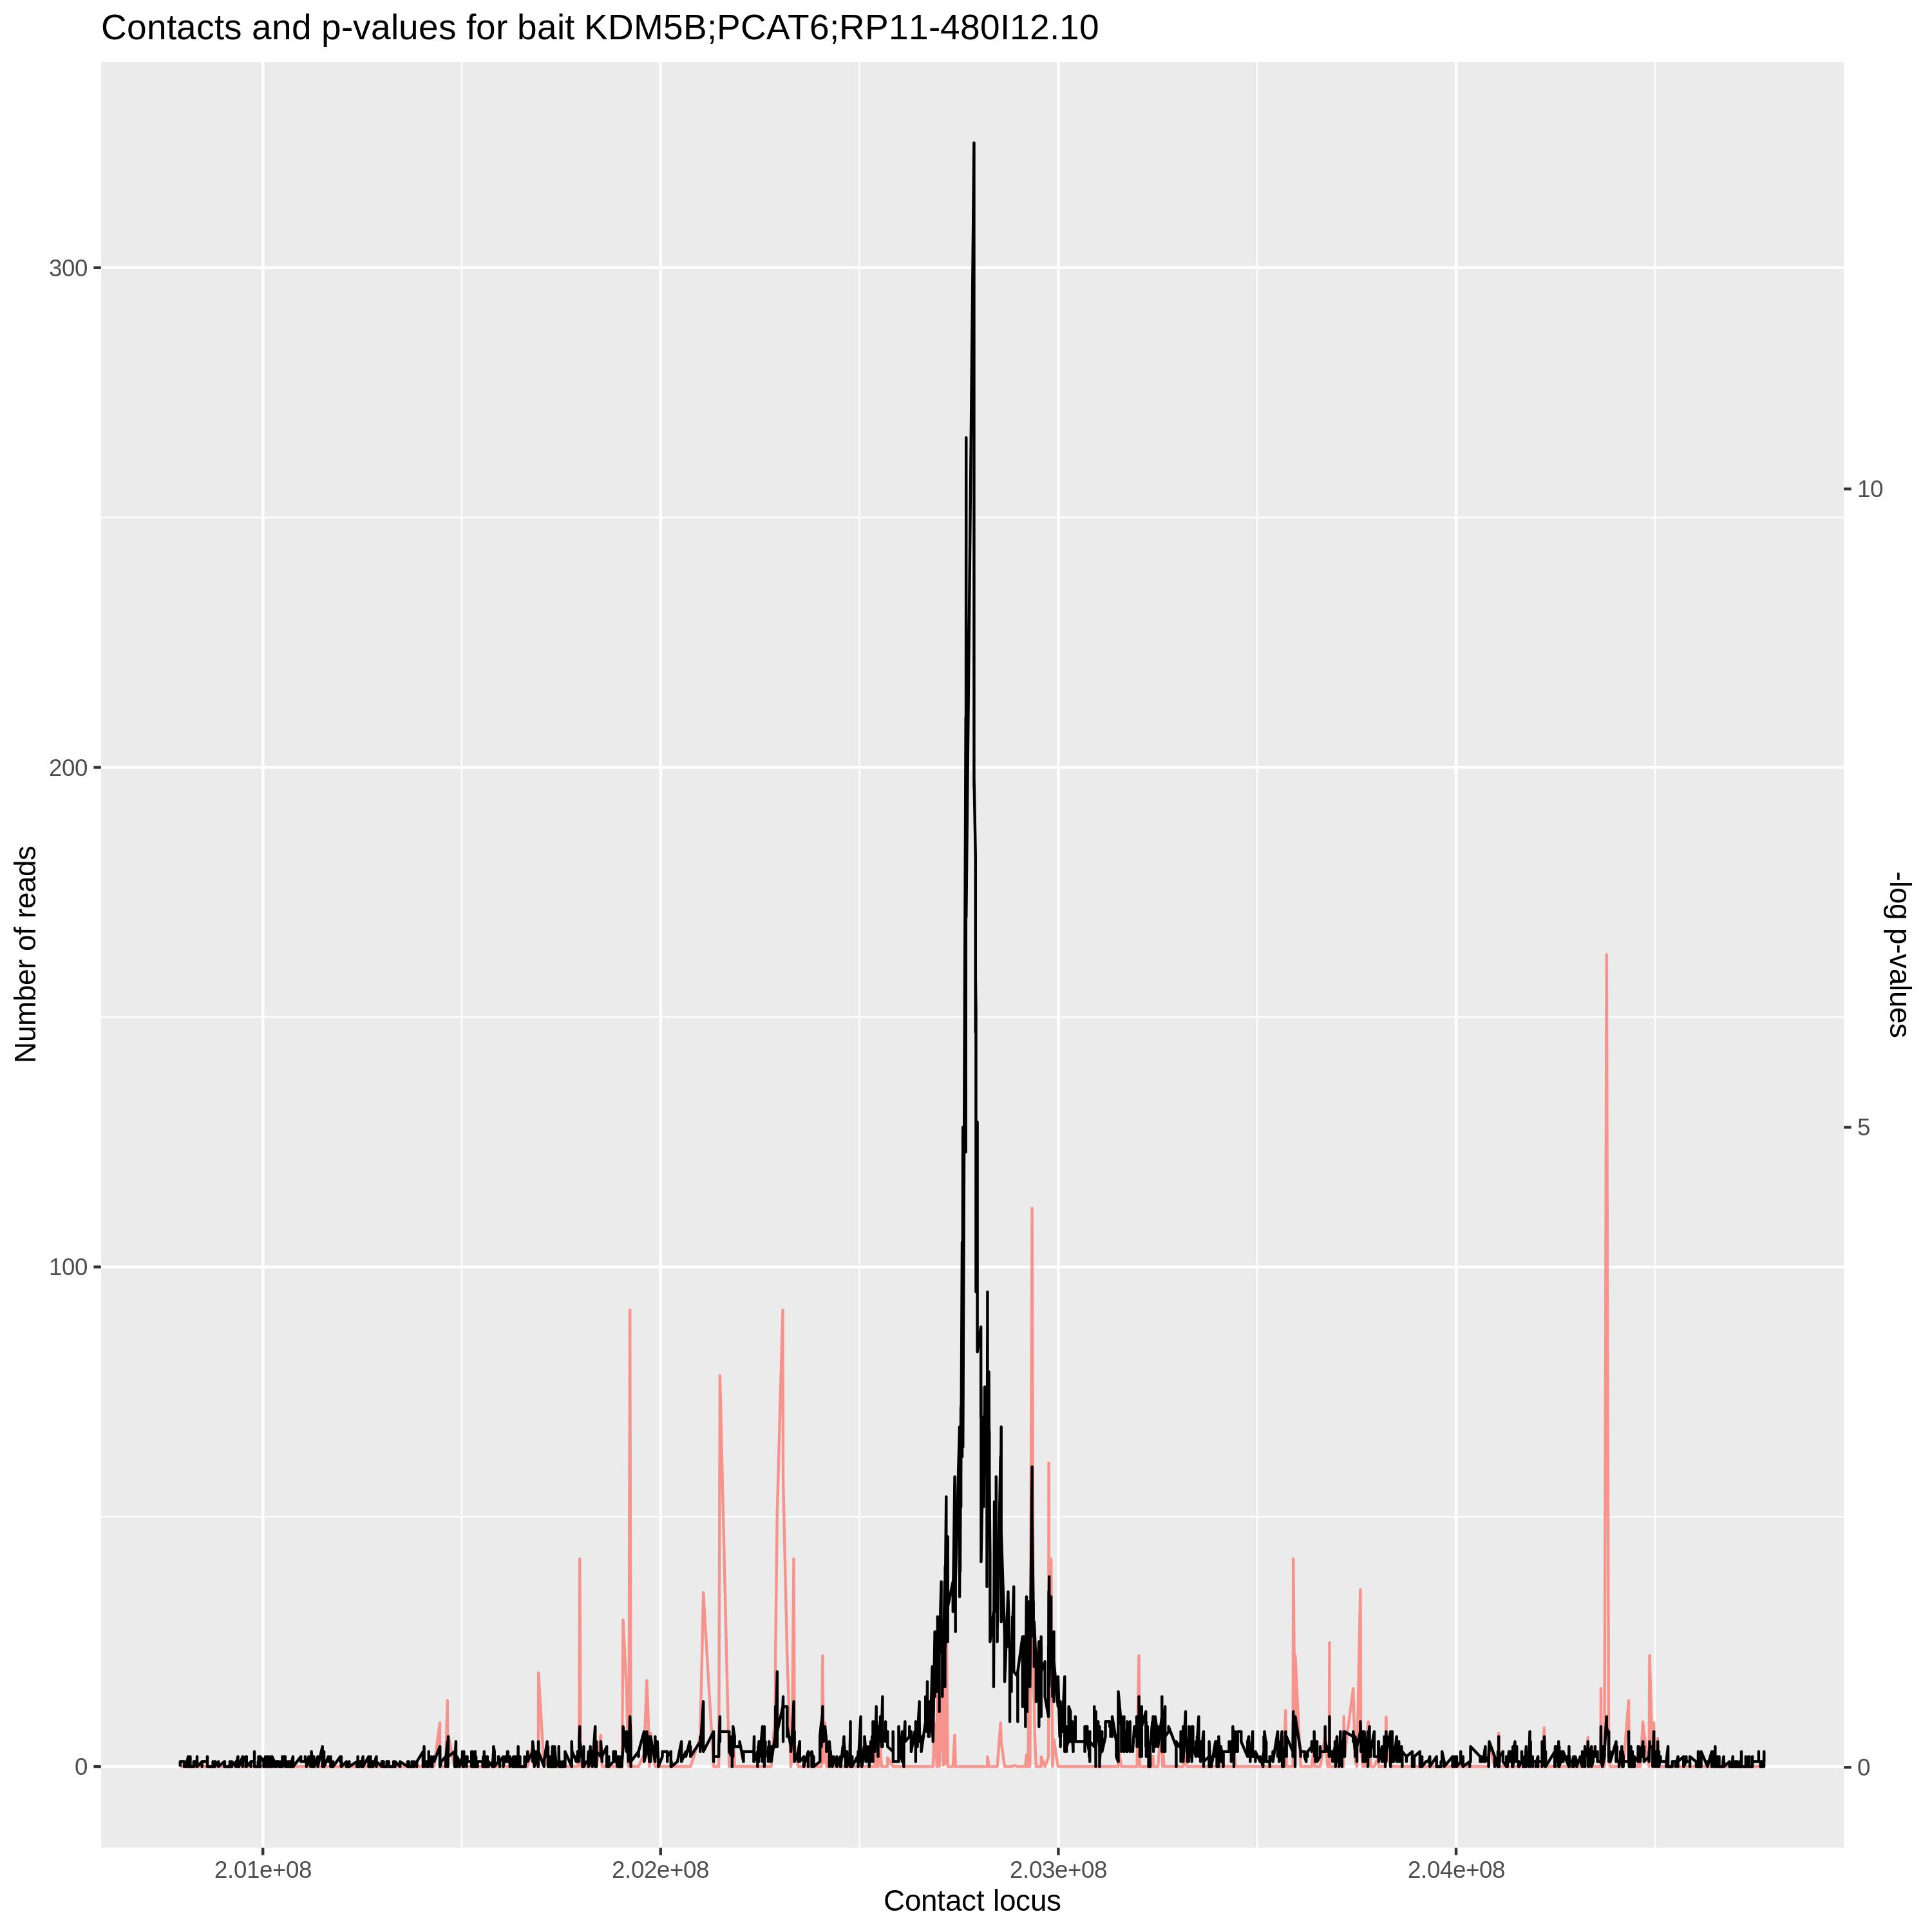 Contacts and p-values for bait KDM5B;PCAT6;RP11-480I12.10
300
200
100
0
Number of reads
10
5
0
-log p-values
2.01e+08
2.02e+08
2.03e+08
2.04e+08
Contact locus